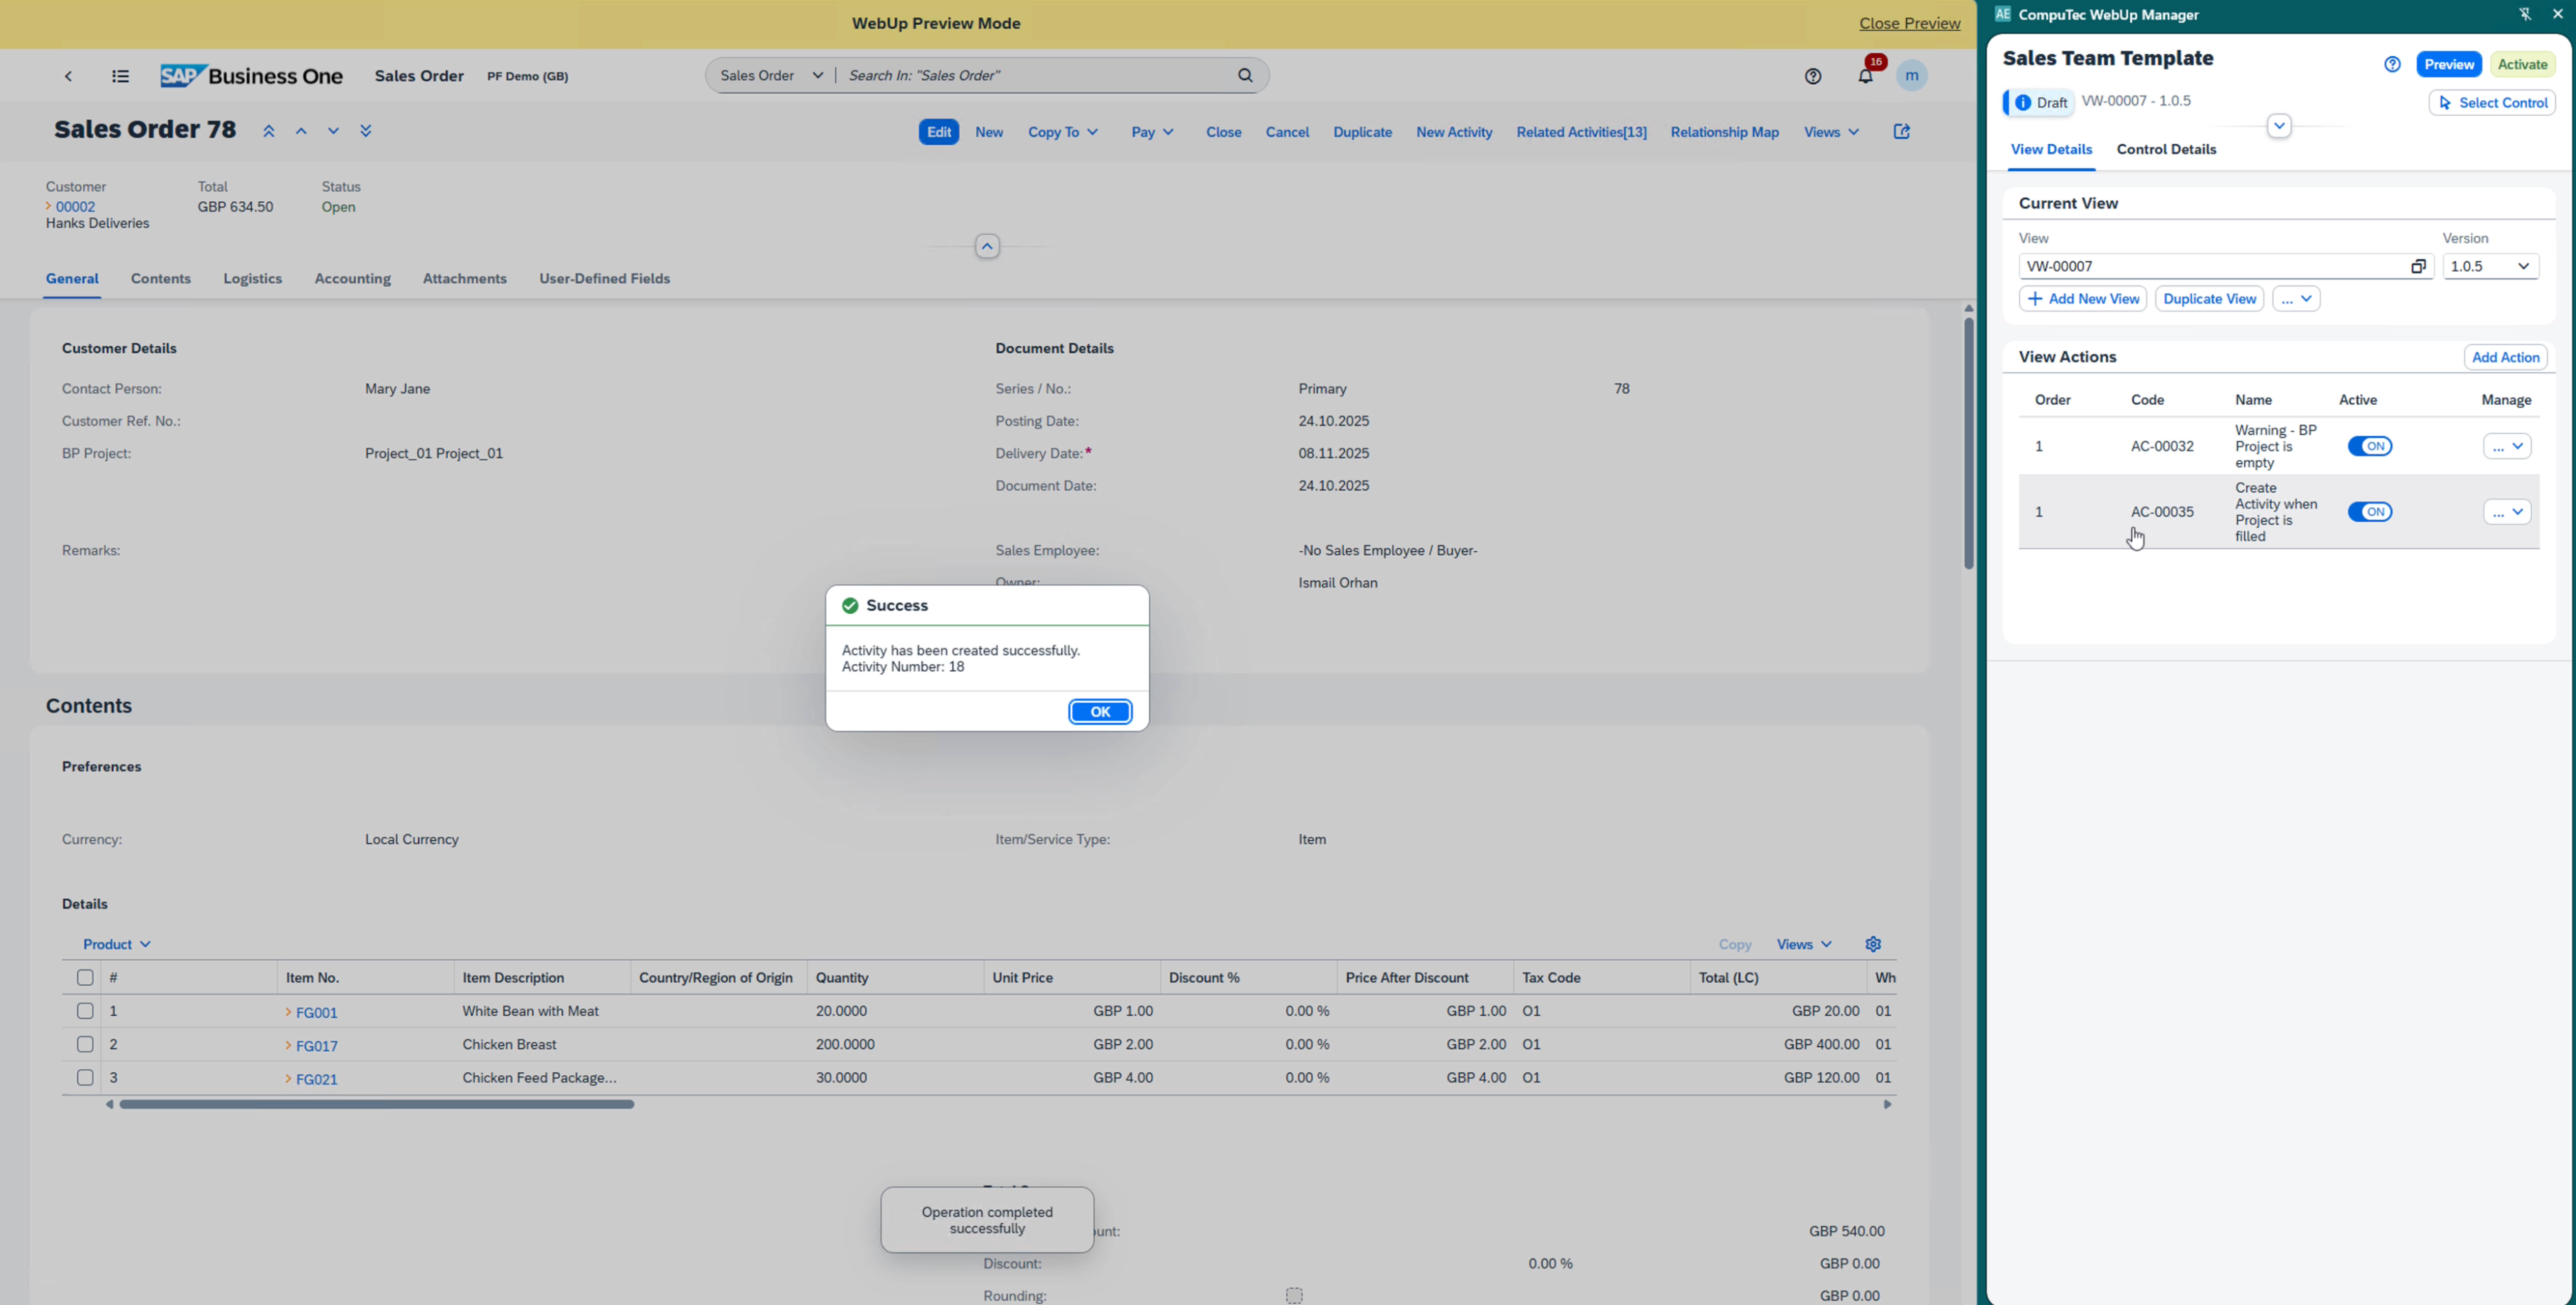 WebUp Preview Mode
Close Preview
SAP Business One
Sales Order
PF Demo (GB)
Sales Order
Search In: "Sales Order"
16
m
Sales Order 78
Edit
New
Copy To
Pay
Close
Cancel
Duplicate
New Activity
Related Activities[13]
Relationship Map
Views
Customer
Total
Status
00002
GBP 634.50
Open
Hanks Deliveries
General
Contents
Logistics
Accounting
Attachments
User-Defined Fields
Customer Details
Document Details
Contact Person:
Mary Jane
Series / No.:
Primary
78
Customer Ref. No.:
Posting Date:
24.10.2025
BP Project:
Project_01 Project_01
Delivery Date:*
08.11.2025
Document Date:
24.10.2025
Remarks:
Sales Employee:
-No Sales Employee / Buyer-
Owner:
Ismail Orhan
Success
Activity has been created successfully.
Activity Number: 18
OK
Contents
Preferences
Currency:
Local Currency
Item/Service Type:
Item
Details
Product
Copy
Views
#
Item No.
Item Description
Country/Region of Origin
Quantity
Unit Price
Discount %
Price After Discount
Tax Code
Total (LC)
Wh
1
FG001
White Bean with Meat
20.0000
GBP 1.00
0.00 %
GBP 1.00
O1
GBP 20.00
01
2
FG017
Chicken Breast
200.0000
GBP 2.00
0.00 %
GBP 2.00
O1
GBP 400.00
01
3
FG021
Chicken Feed Package...
30.0000
GBP 4.00
0.00 %
GBP 4.00
O1
GBP 120.00
01
Operation completed
successfully
unt:
GBP 540.00
Discount:
0.00 %
GBP 0.00
Rounding:
GBP 0.00
AE CompuTec WebUp Manager
Sales Team Template
Preview
Activate
Draft
VW-00007 - 1.0.5
Select Control
View Details
Control Details
Current View
View
Version
VW-00007
1.0.5
Add New View
Duplicate View
...
View Actions
Add Action
Order
Code
Name
Active
Manage
1
AC-00032
Warning - BP
Project is
empty
ON
...
1
AC-00035
Create
Activity when
Project is
filled
ON
...